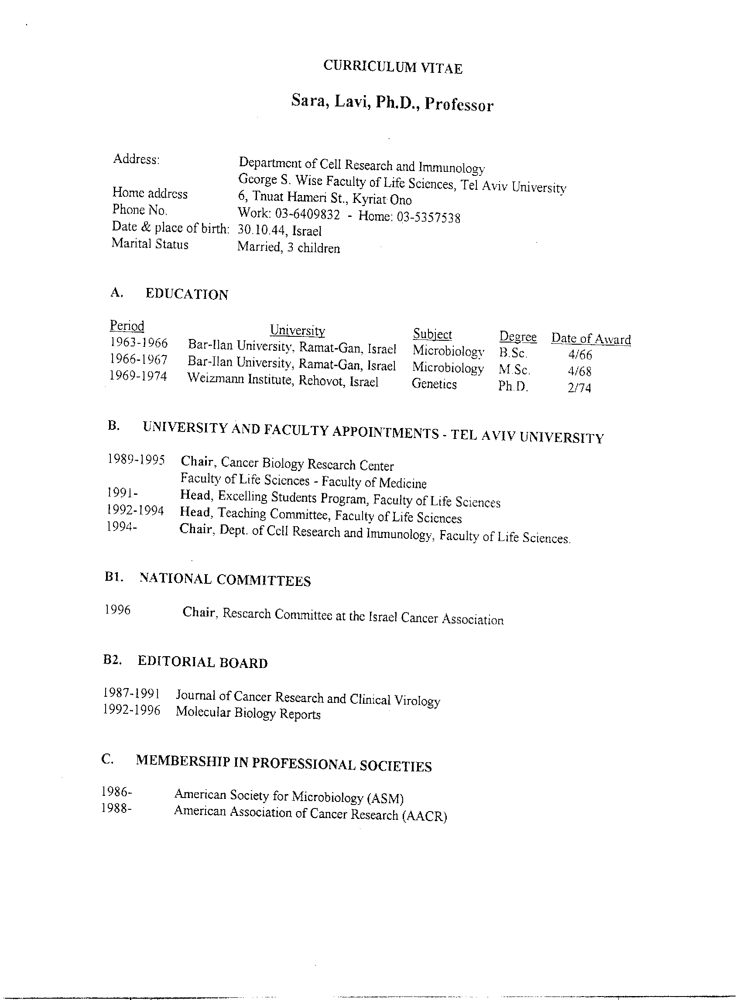 CURRICULUM VITAE
Sara, Lavi, Ph.D., Professor
Address: Department of Cell Research and Immunology
George S. Wise Faculty of Life Sciences, Tel Aviv University
Home address 6, Tnuat Hameri St., Kyriat Ono
Phone No. Work: 03-6409832 - Home: 03-5357538
Date & place of birth: 30.10.44, Israel
Marital Status Married, 3 children
A. EDUCATION
Period University Subject Degree Date of Award
1963-1966 Bar-Ilan University, Ramat-Gan, Israel Microbiology B.Sc. 4/66
1966-1967 Bar-Ilan University, Ramat-Gan, Israel Microbiology M.Sc. 4/68
1969-1974 Weizmann Institute, Rehovot, Israel Genetics Ph.D. 2/74
B. UNIVERSITY AND FACULTY APPOINTMENTS - TEL AVIV UNIVERSITY
1989-1995 Chair, Cancer Biology Research Center
Faculty of Life Sciences - Faculty of Medicine
1991- Head, Excelling Students Program, Faculty of Life Sciences
1992-1994 Head, Teaching Committee, Faculty of Life Sciences
1994- Chair, Dept. of Cell Research and Immunology, Faculty of Life Sciences.
B1. NATIONAL COMMITTEES
1996 Chair, Research Committee at the Israel Cancer Association
B2. EDITORIAL BOARD
1987-1991 Journal of Cancer Research and Clinical Virology
1992-1996 Molecular Biology Reports
C. MEMBERSHIP IN PROFESSIONAL SOCIETIES
1986- American Society for Microbiology (ASM)
1988- American Association of Cancer Research (AACR)